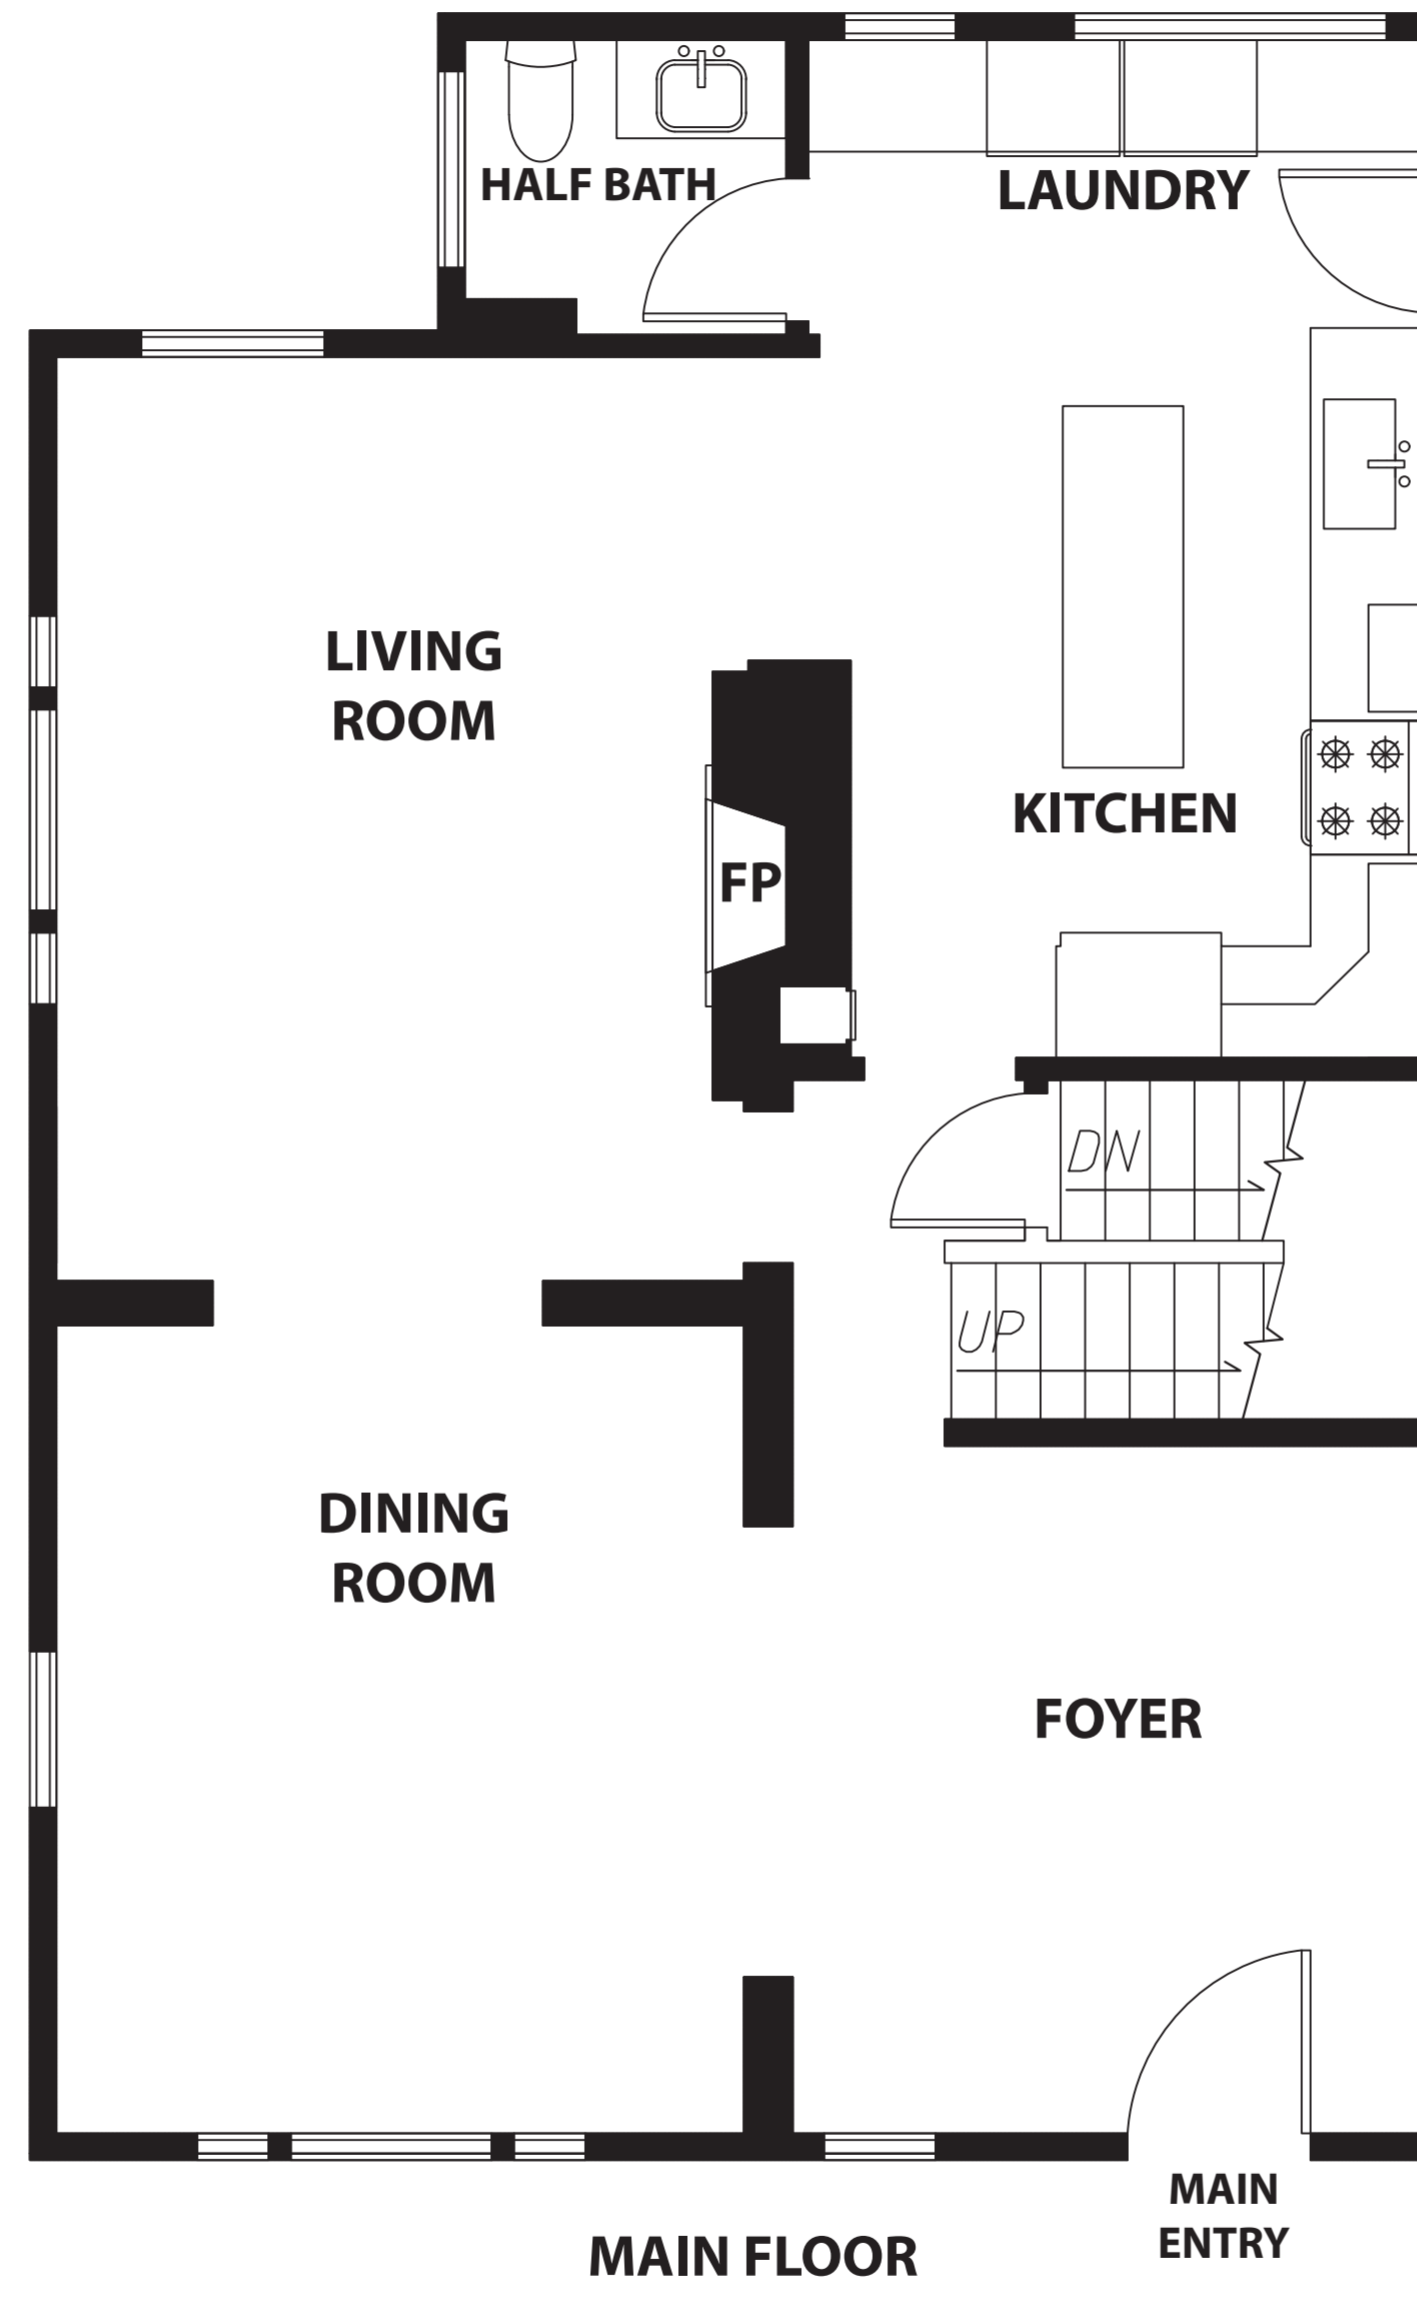 HALF BATH
LAUNDRY
LIVING
ROOM
KITCHEN
FP
DN
UP
DINING
ROOM
FOYER
MAIN
ENTRY
MAIN FLOOR